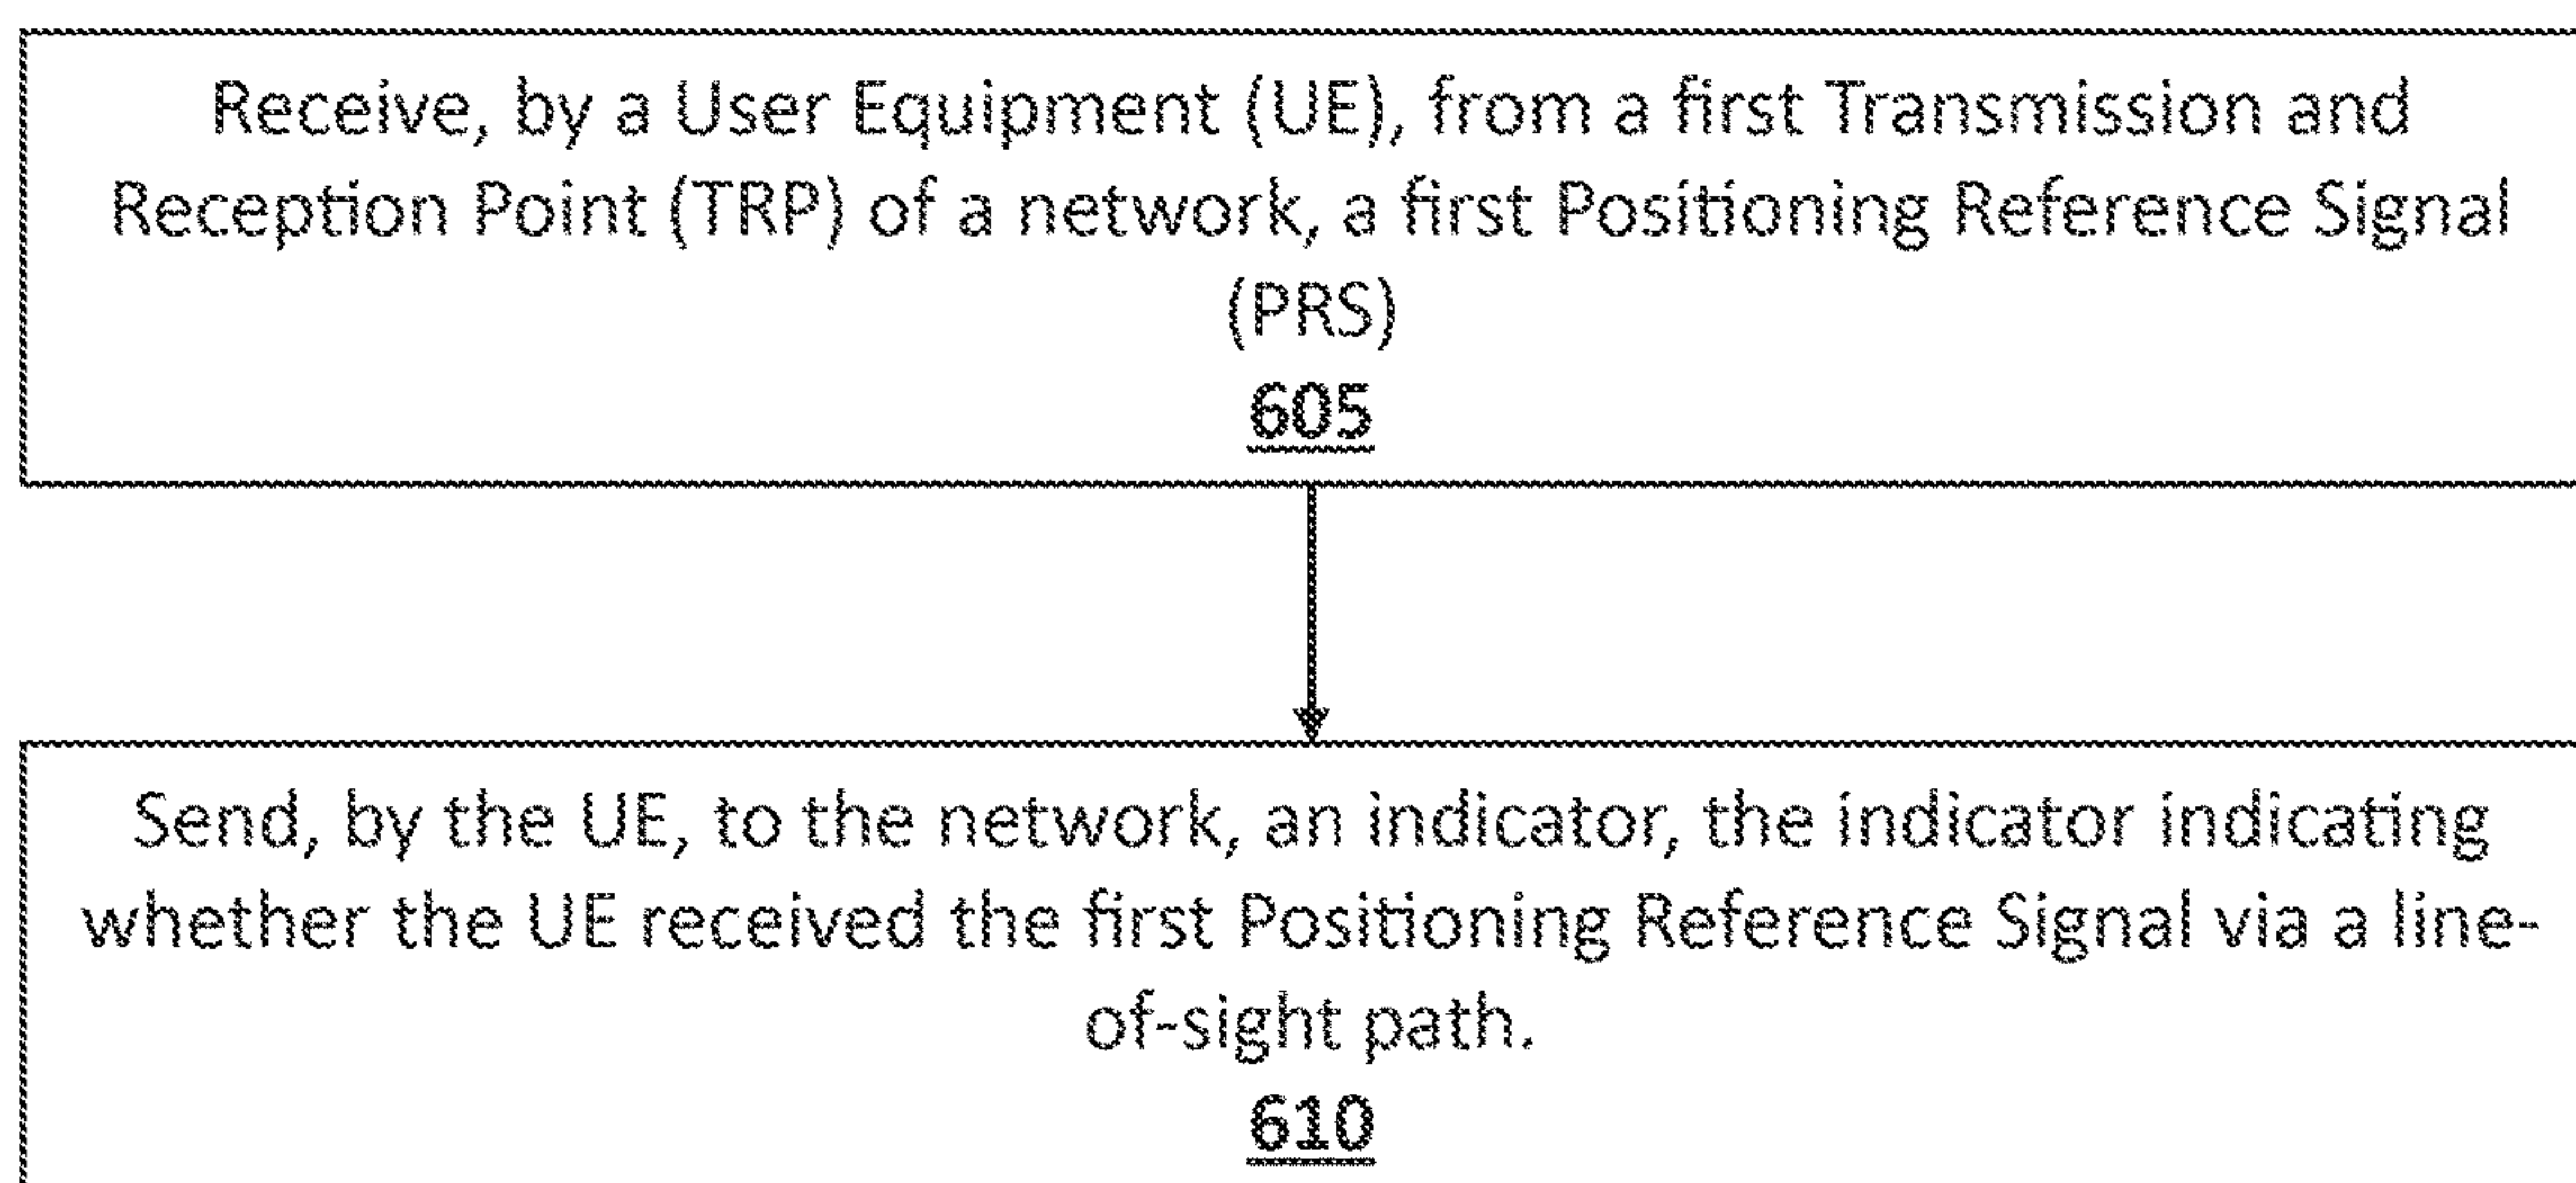 Receive, by a User Equipment (UE), from a first Transmission and
Reception Point (TRP) of a network, a first Positioning Reference Signal
(PRS)
605
Send, by the UE, to the network, an indicator, the indicator indicating
whether the UE received the first Positioning Reference Signal via a line-
of-sight path.
610